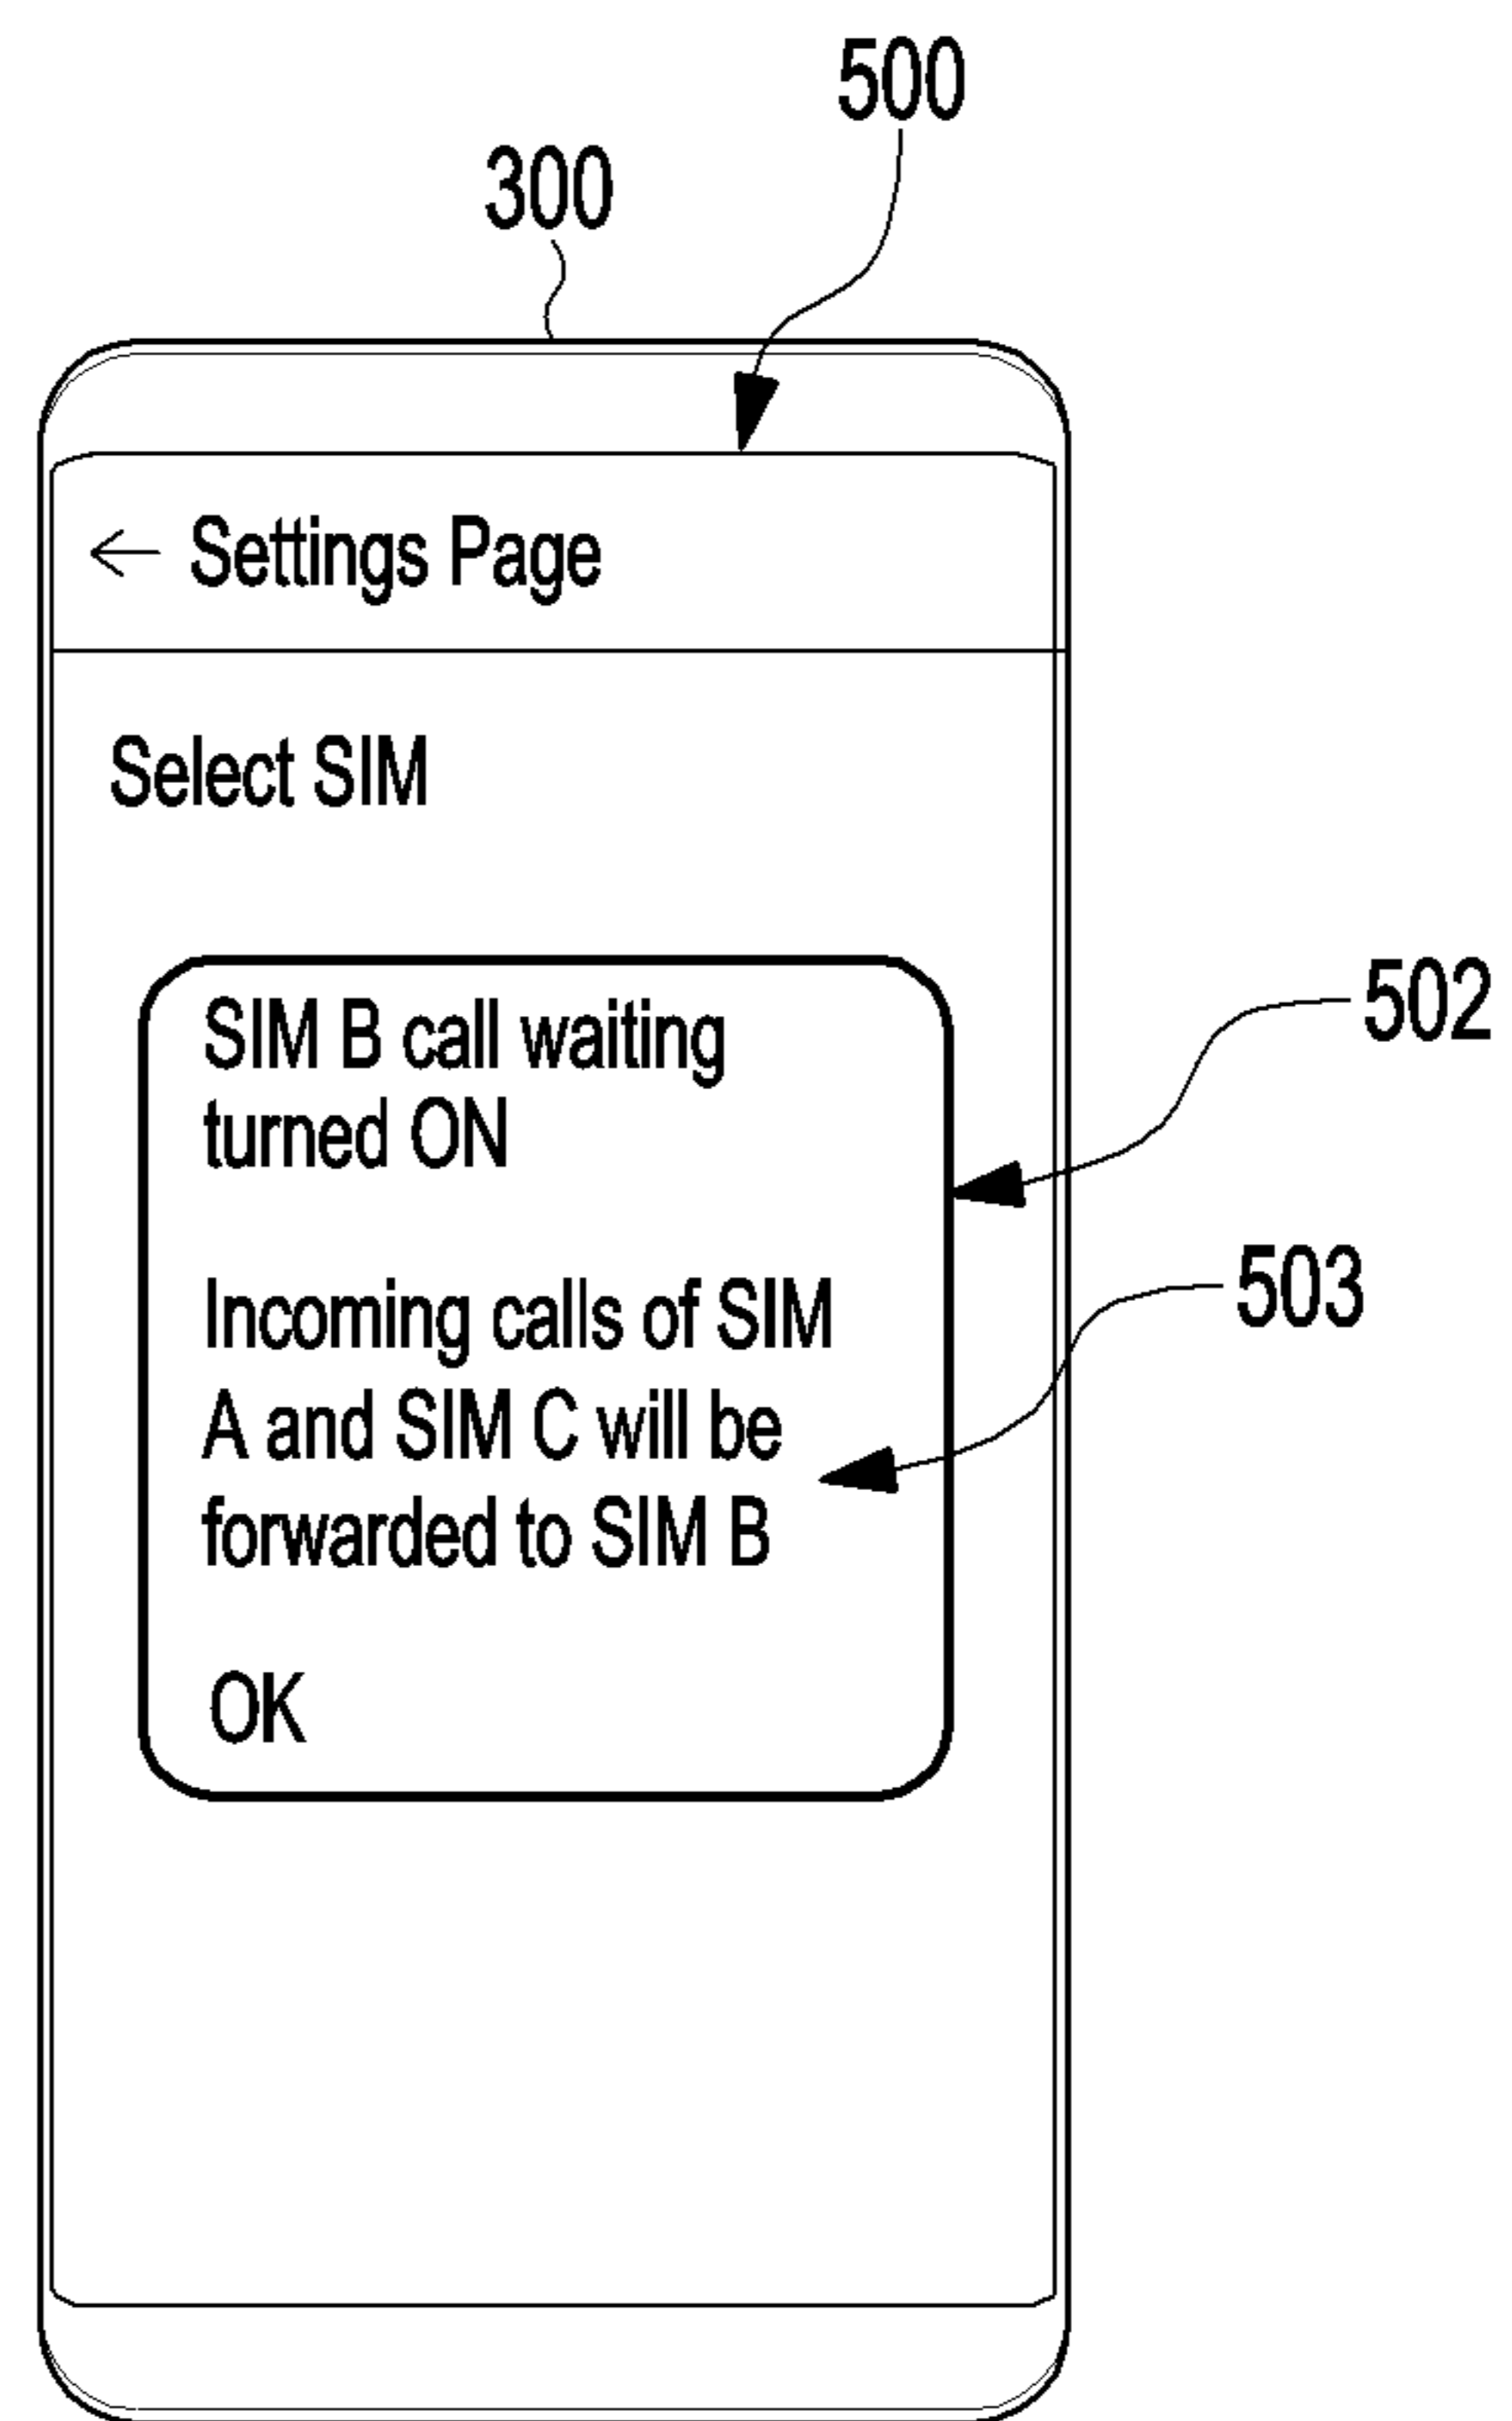 500
300
← Settings Page
Select SIM
SIM B call waiting
turned ON
502
Incoming calls of SIM
503
A and SIM C will be
forwarded to SIM B
OK